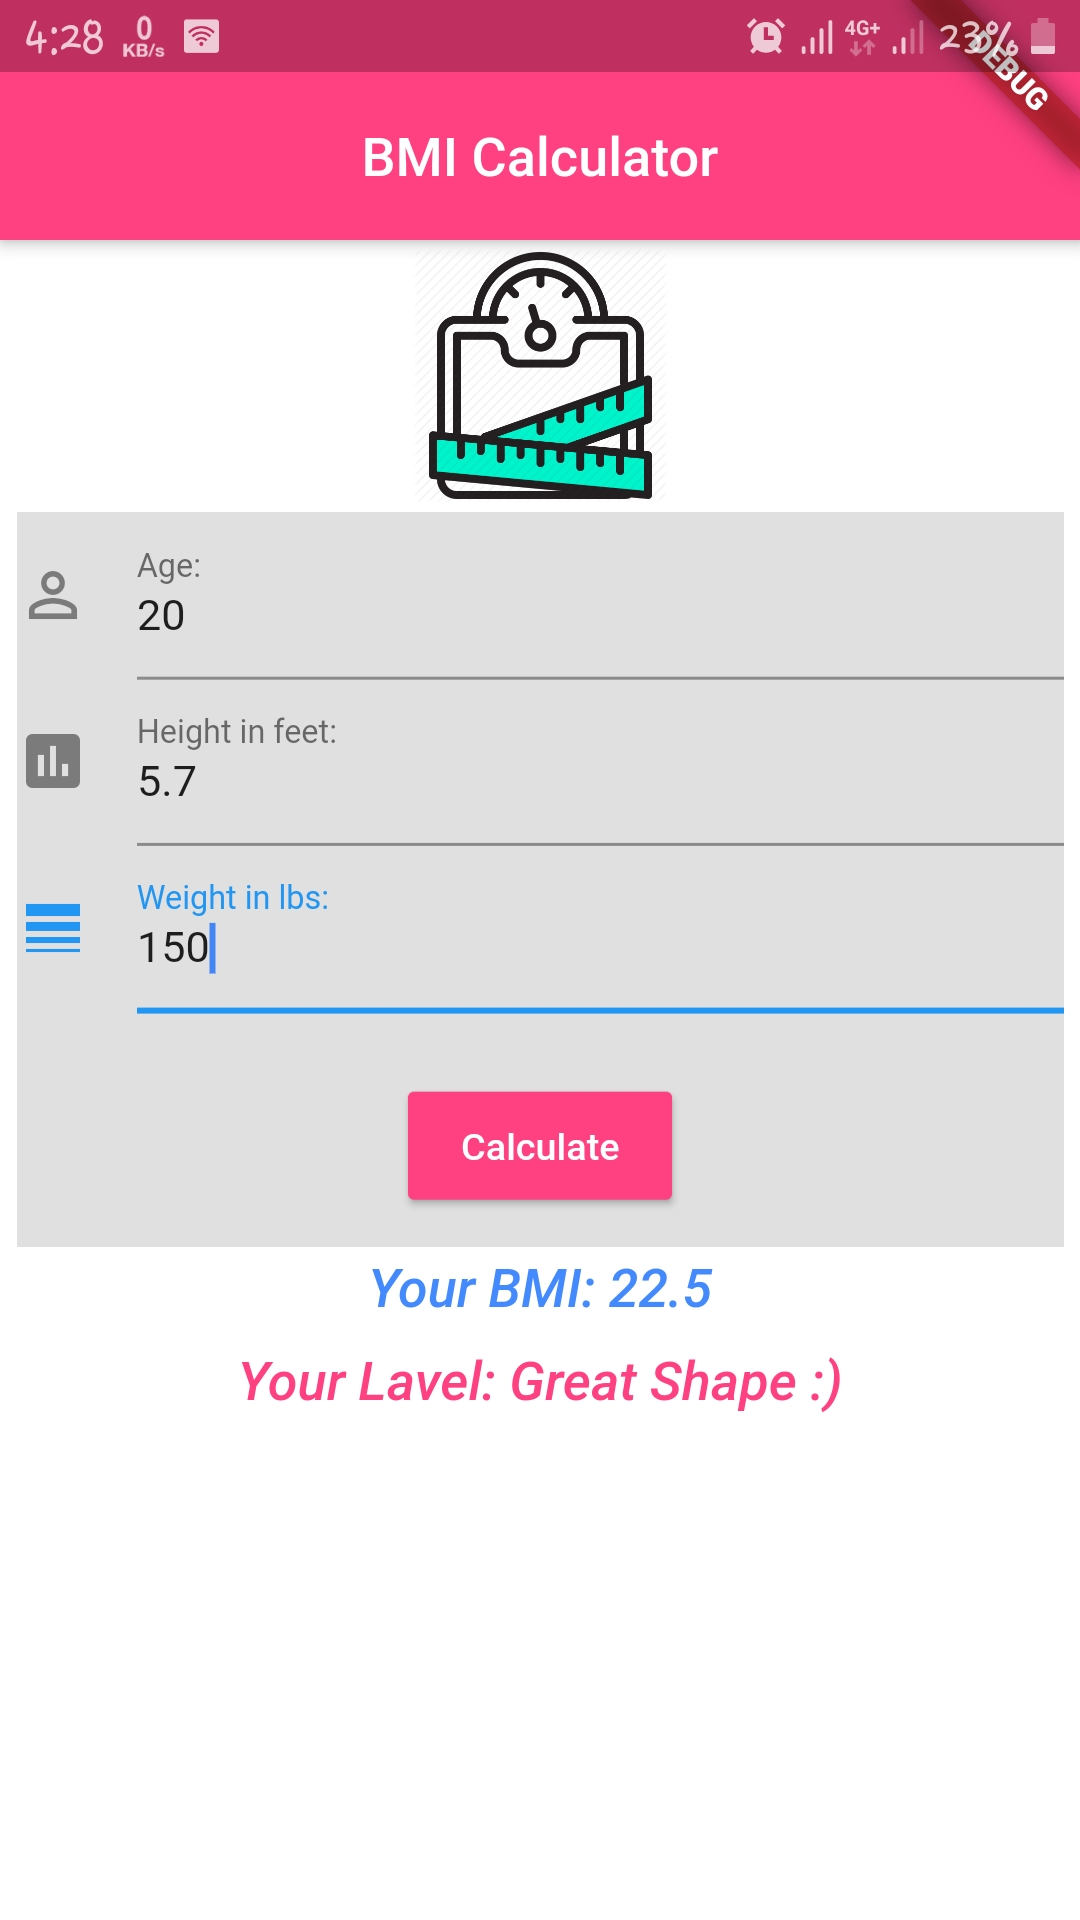 4:28 0 KB/s 4G+ 23%
DEBUG
BMI Calculator
Age:
20
Height in feet:
5.7
Weight in lbs:
150
Calculate
Your BMI: 22.5
Your Lavel: Great Shape :)